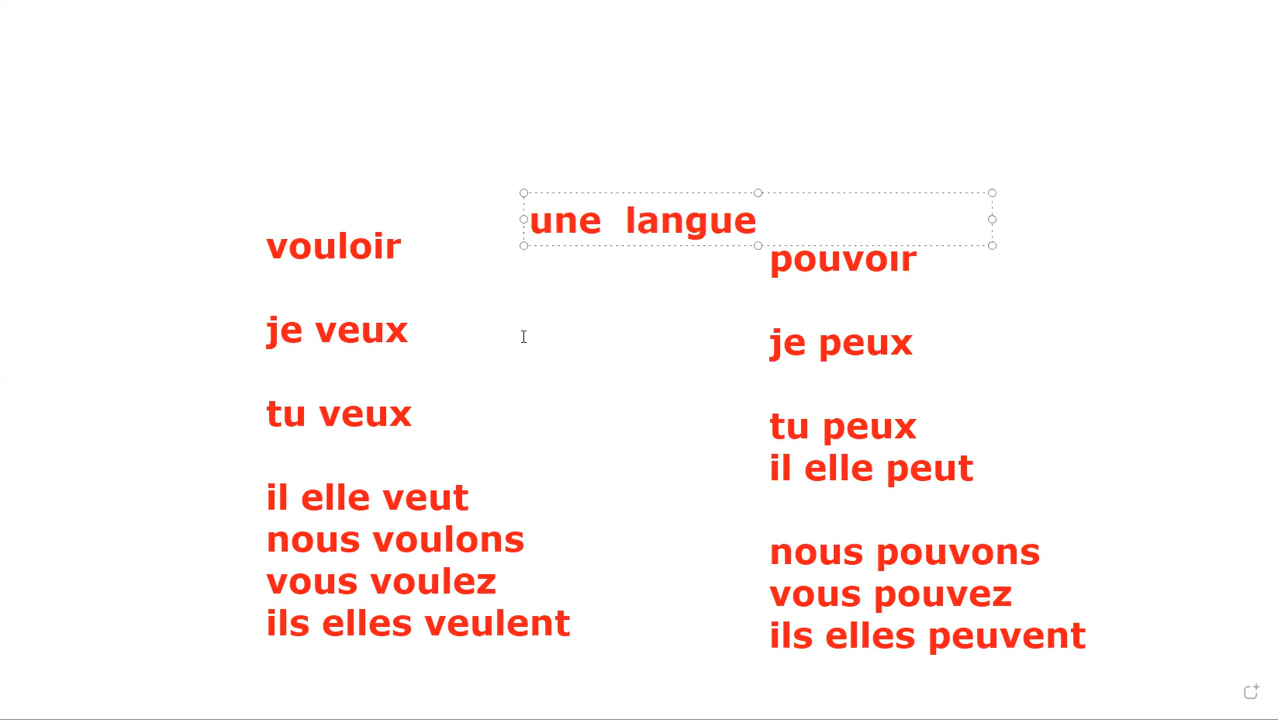 une  langue
vouloir
je veux
tu veux
il elle veut
nous voulons
vous voulez
ils elles veulent
pouvoir
je peux
tu peux
il elle peut
nous pouvons
vous pouvez
ils elles peuvent